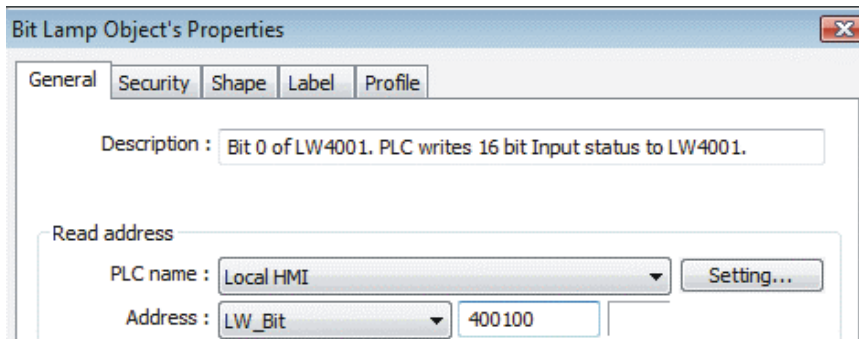 Bit Lamp Object's Properties
General Security Shape Label Profile
Description : Bit 0 of LW4001. PLC writes 16 bit Input status to LW4001.
Read address
PLC name : Local HMI Setting...
Address : LW_Bit 400100